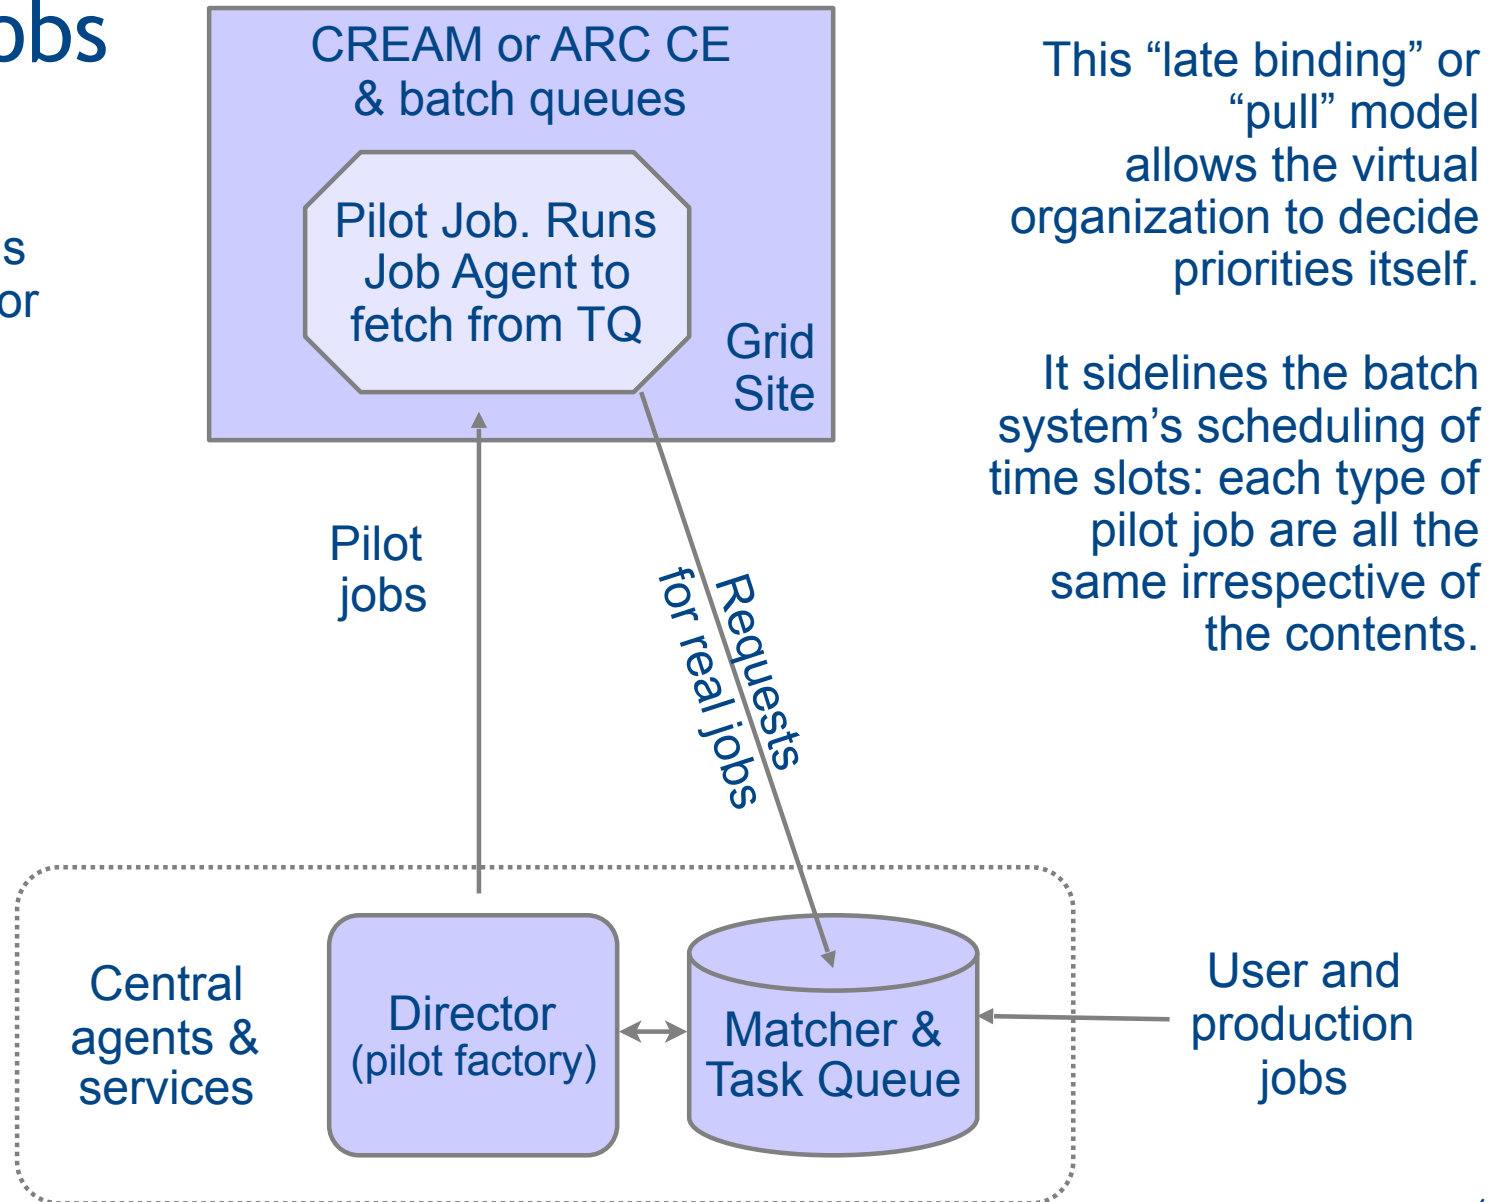 CREAM or ARC CE
& batch queues
Pilot Job. Runs
Job Agent to
fetch from TQ
Grid
Site
This “late binding” or
“pull” model
allows the virtual
organization to decide
priorities itself.
It sidelines the batch
system’s scheduling of
time slots: each type of
pilot job are all the
same irrespective of
the contents.
or
Pilot
jobs
Requests
for real jobs
Central
agents &
services
Director
(pilot factory)
Matcher &
Task Queue
User and
production
jobs